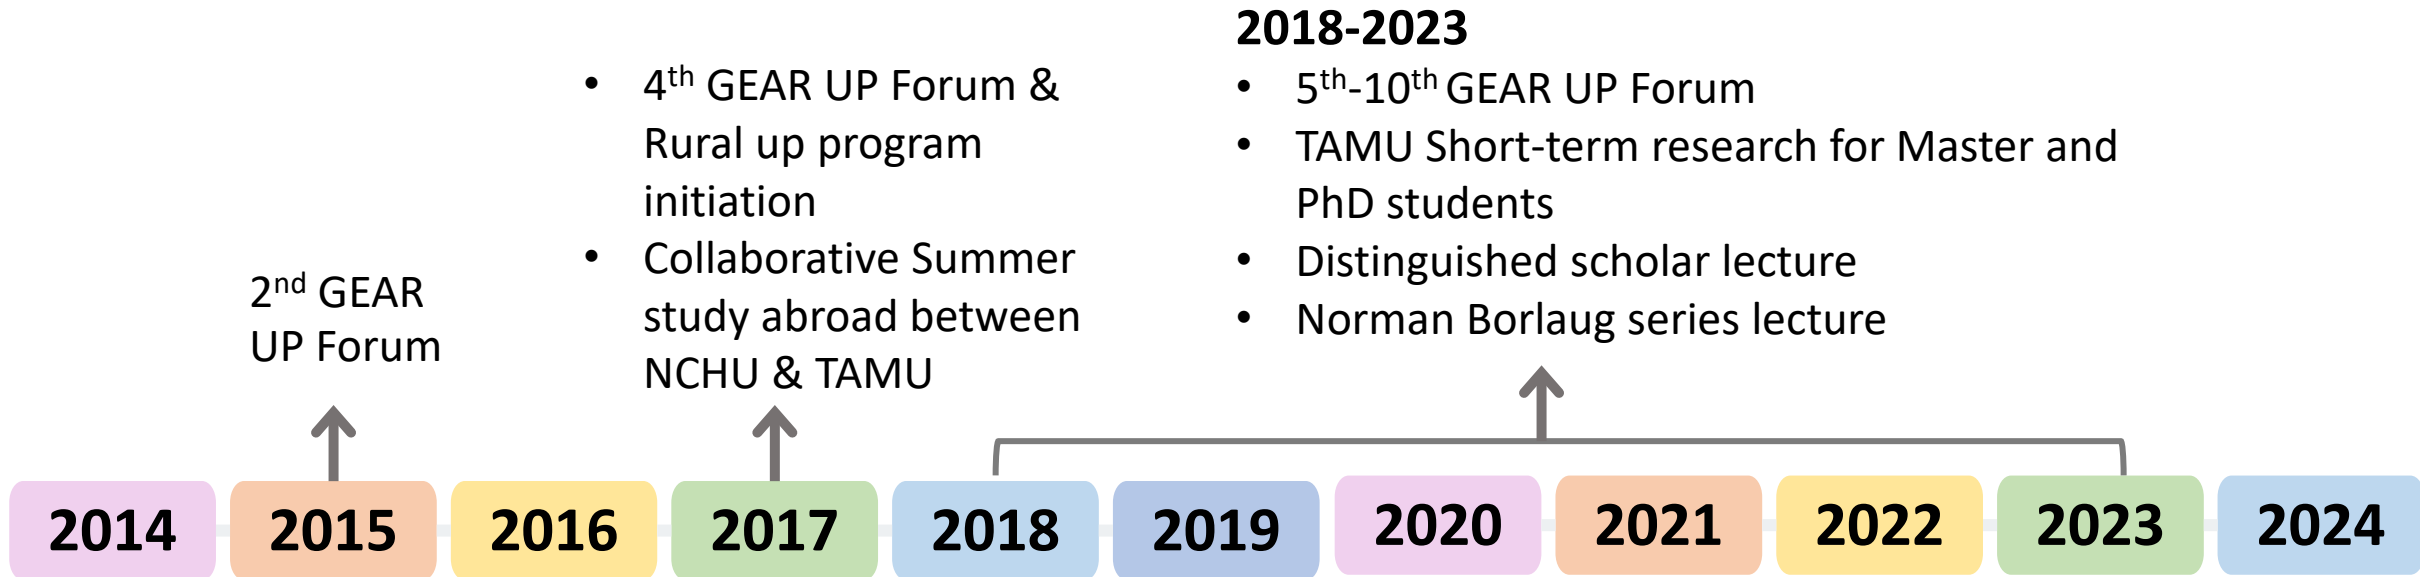 2nd GEAR
UP Forum
• 4th GEAR UP Forum &
Rural up program
initiation
• Collaborative Summer
study abroad between
NCHU & TAMU
2018-2023
• 5th-10th GEAR UP Forum
• TAMU Short-term research for Master and
PhD students
• Distinguished scholar lecture
• Norman Borlaug series lecture
2014 2015 2016 2017 2018 2019 2020 2021 2022 2023 2024